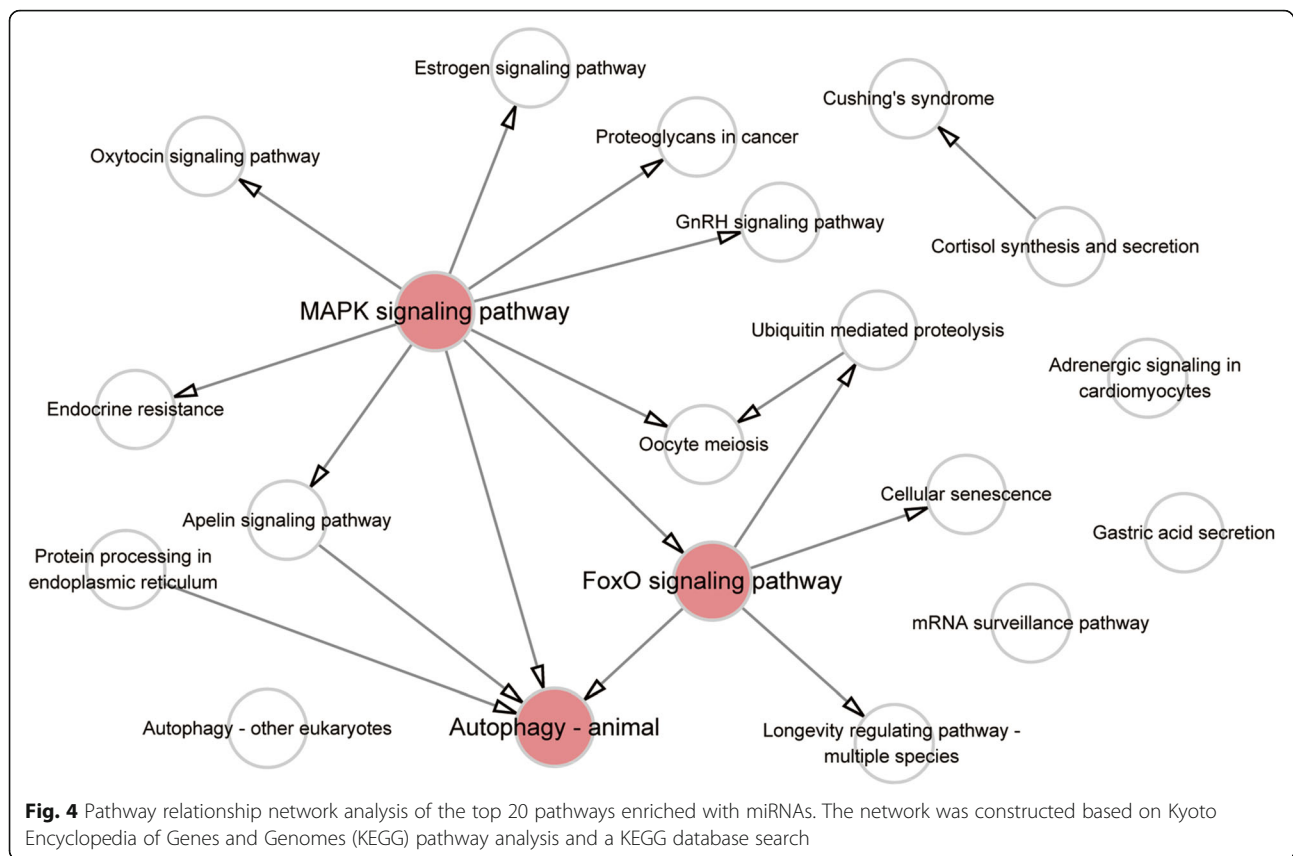 Estrogen signaling pathway
Cushing's syndrome
Proteoglycans in cancer
Oxytocin signaling pathway
GnRH signaling pathway
Cortisol synthesis and secretion
MAPK signaling pathway
Ubiquitin mediated proteolysis
Adrenergic signaling in
cardiomyocytes
Endocrine resistance
Oocyte meiosis
Cellular senescence
Apelin signaling pathway
Gastric acid secretion
Protein processing in
endoplasmic reticulum
FoxO signaling pathway
mRNA surveillance pathway
Autophagy - other eukaryotes
Autophagy - animal
Longevity regulating pathway -
multiple species
Fig. 4 Pathway relationship network analysis of the top 20 pathways enriched with miRNAs. The network was constructed based on Kyoto
Encyclopedia of Genes and Genomes (KEGG) pathway analysis and a KEGG database search